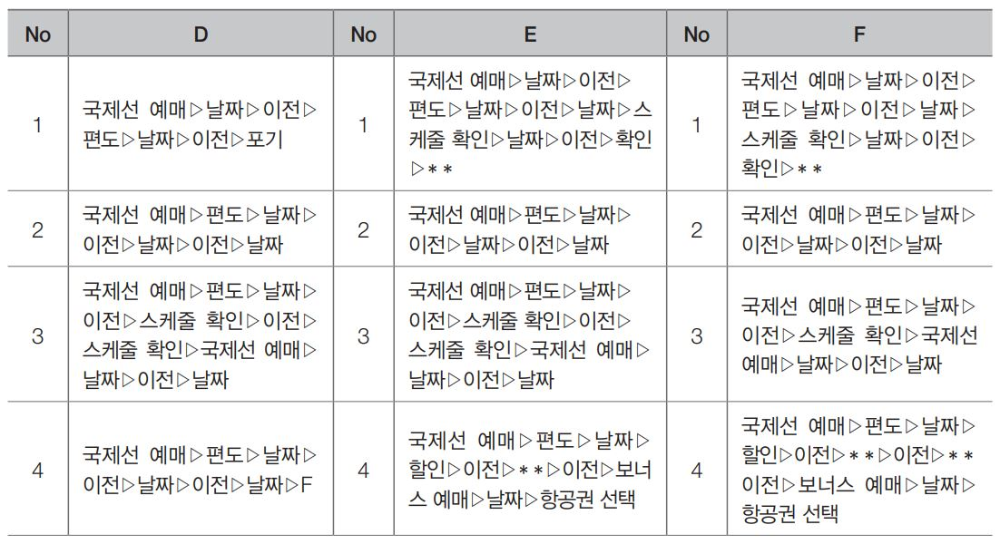 No D No E No F
1
국제선 예매▷날짜▷이전▷
편도▷날짜▷이전▷포기
1
국제선 예매▷날짜▷이전▷
편도▷날짜▷이전▷날짜▷스
케줄 확인▷날짜▷이전▷확인
▷**
1
국제선 예매▷날짜▷이전▷
편도▷날짜▷이전▷날짜▷
스케줄 확인▷날짜▷이전▷
확인▷**
2
국제선 예매▷편도▷날짜▷
이전▷날짜▷이전▷날짜
2
국제선 예매▷편도▷날짜▷
이전▷날짜▷이전▷날짜
2
국제선 예매▷편도▷날짜▷
이전▷날짜▷이전▷날짜
3
국제선 예매▷편도▷날짜▷
이전▷스케줄 확인▷이전▷
스케줄 확인▷국제선 예매▷
날짜▷이전▷날짜
3
국제선 예매▷편도▷날짜▷
이전▷스케줄 확인▷이전▷
스케줄 확인▷국제선 예매▷
날짜▷이전▷날짜
3
국제선 예매▷편도▷날짜▷
이전▷스케줄 확인▷국제선
예매▷날짜▷이전▷날짜
4
국제선 예매▷편도▷날짜▷
이전▷날짜▷이전▷날짜▷F
4
국제선 예매▷편도▷날짜▷
할인▷이전▷**▷이전▷보너
스 예매▷날짜▷항공권 선택
4
국제선 예매▷편도▷날짜▷
할인▷이전▷**▷이전▷**
이전▷보너스 예매▷날짜▷
항공권 선택